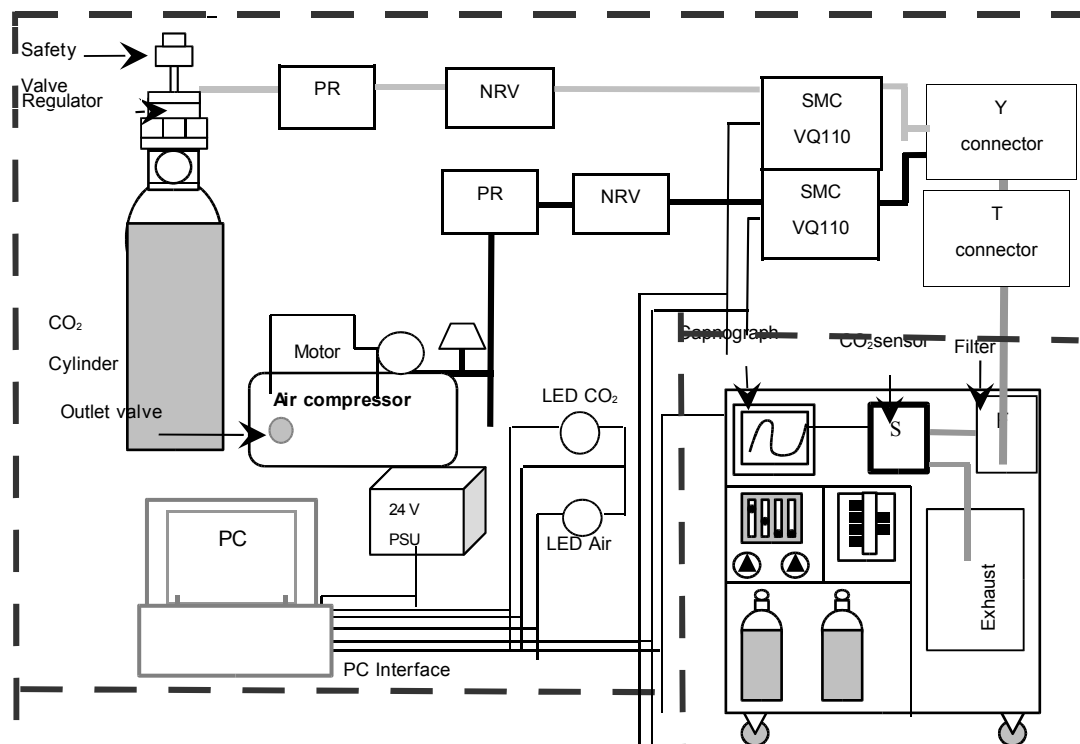 Safety
Valve
Regulator
PR
NRV
SMC
VQ110
Y
connector
PR
NRV
SMC
VQ110
T
connector
CO₂
Cylinder
Motor
Capnograph
CO₂sensor
Filter
Outlet valve
Air compressor
LED CO₂
S
F
24 V
PSU
PC
LED Air
Exhaust
PC Interface